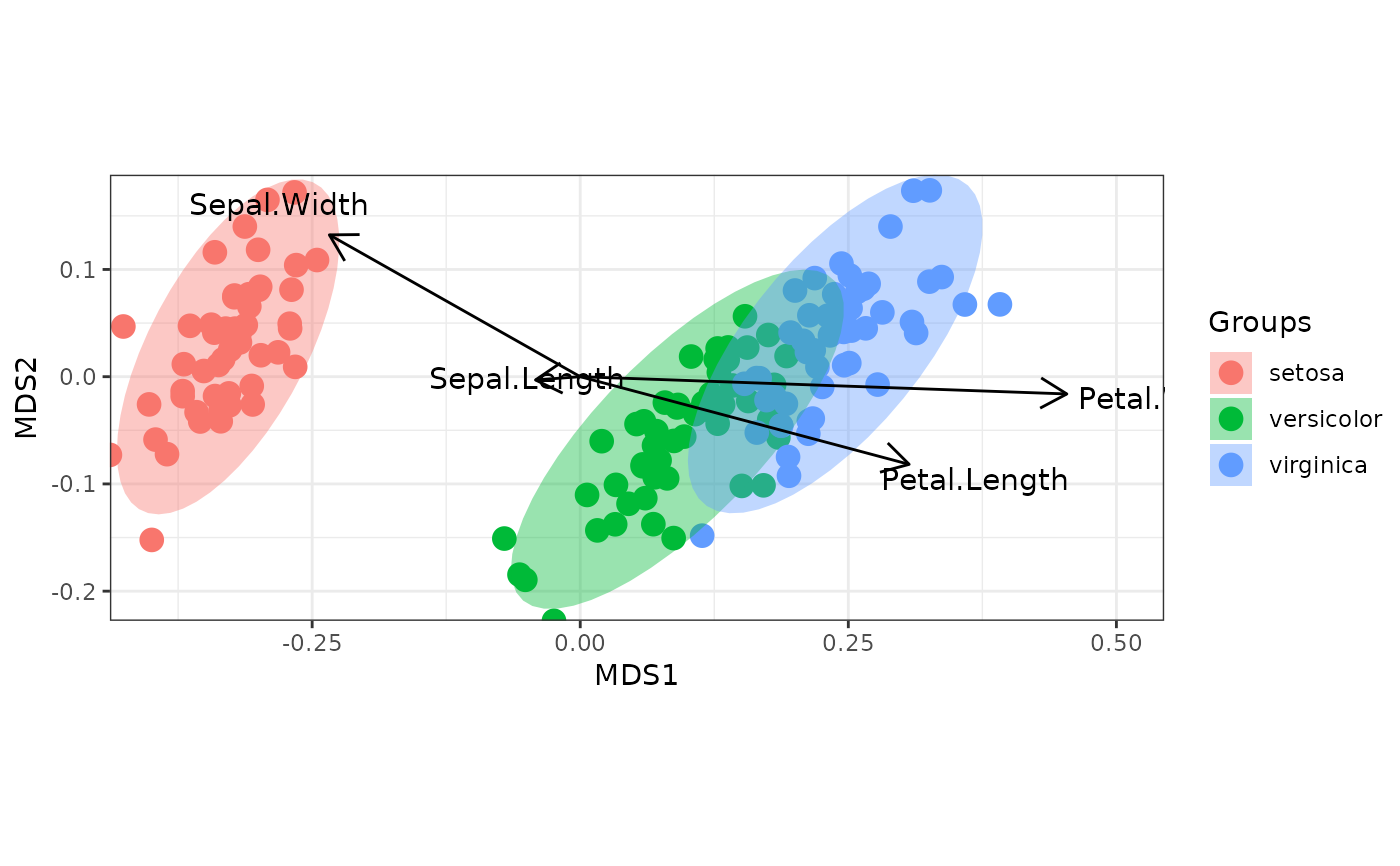 Sepal.Width
Sepal.Length
Petal.
Petal.Length
0.1
0.0
-0.1
-0.2
MDS2
-0.25
0.00
0.25
0.50
MDS1
Groups
setosa
versicolor
virginica